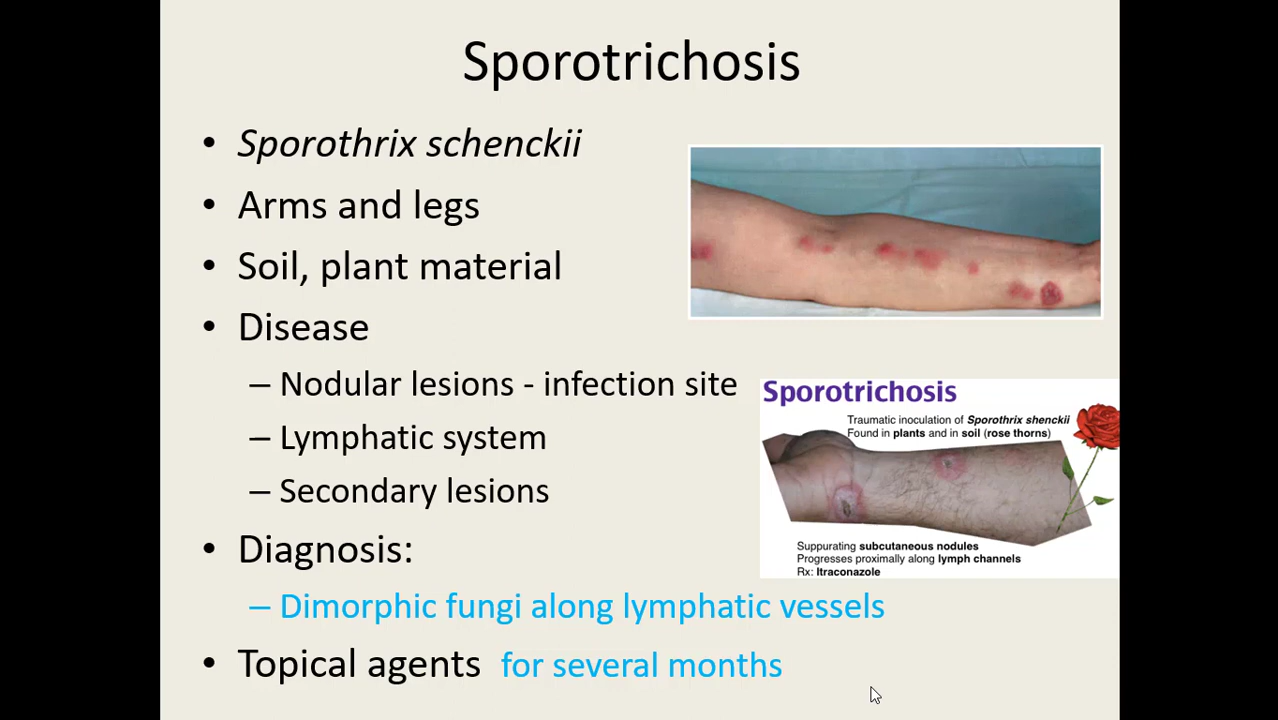 Sporotrichosis
• Sporothrix schenckii
• Arms and legs
• Soil, plant material
• Disease
– Nodular lesions - infection site
– Lymphatic system
– Secondary lesions
• Diagnosis:
– Dimorphic fungi along lymphatic vessels
• Topical agents for several months
Sporotrichosis
Traumatic inoculation of Sporothrix shenckii
Found in plants and in soil (rose thorns)
Suppurating subcutaneous nodules
Progresses proximally along lymph channels
Rx: Itraconazole